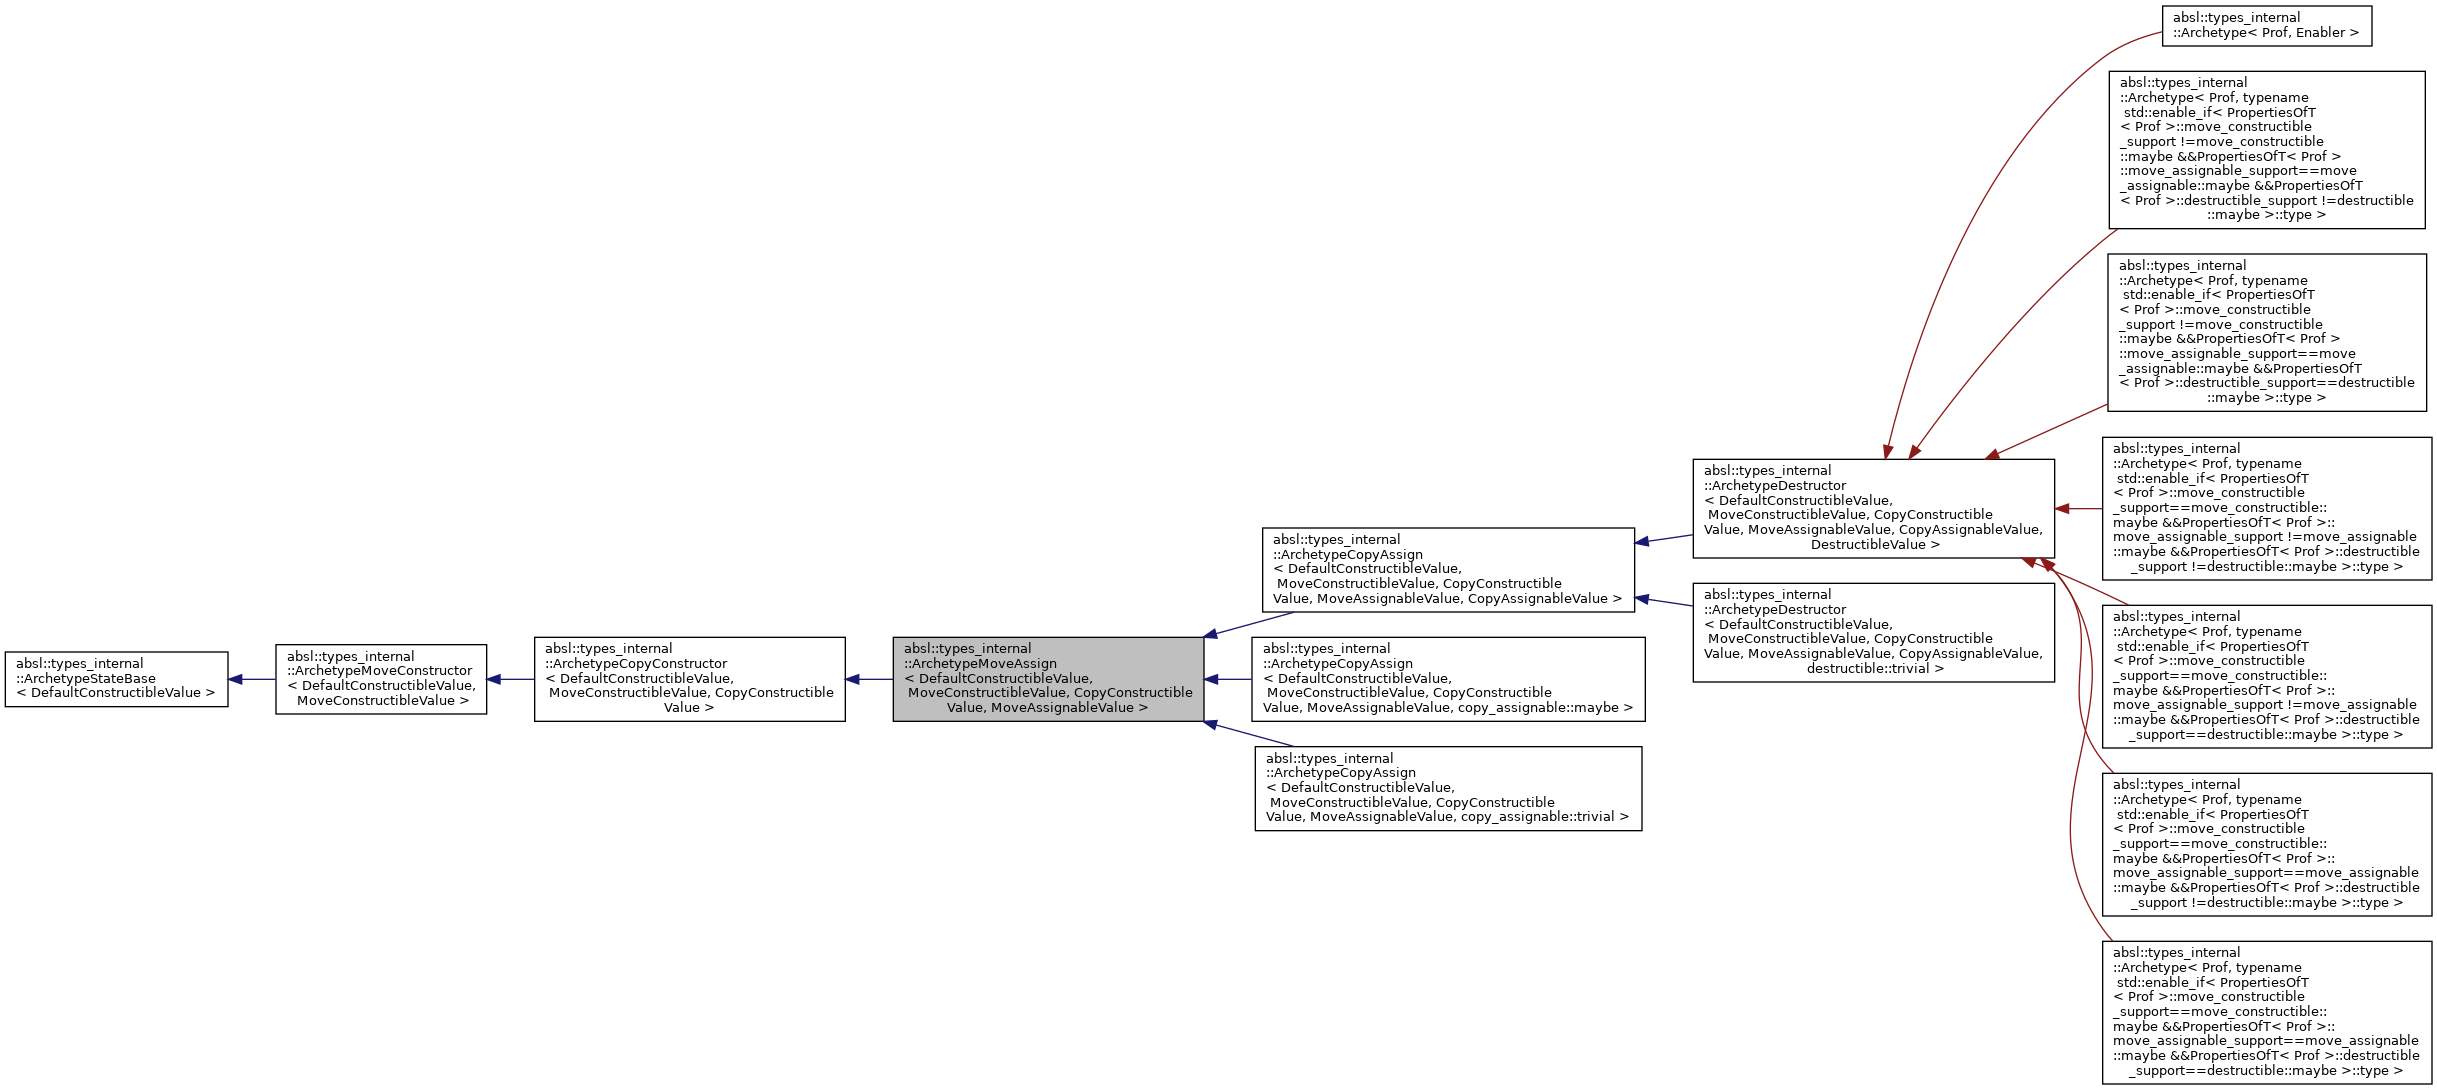 absl::types_internal
::ArchetypeStateBase
< DefaultConstructibleValue >
absl::types_internal
::ArchetypeMoveConstructor
< DefaultConstructibleValue,
MoveConstructibleValue >
absl::types_internal
::ArchetypeCopyConstructor
< DefaultConstructibleValue,
MoveConstructibleValue, CopyConstructible
Value >
absl::types_internal
::ArchetypeMoveAssign
< DefaultConstructibleValue,
MoveConstructibleValue, CopyConstructible
Value, MoveAssignableValue >
absl::types_internal
::ArchetypeCopyAssign
< DefaultConstructibleValue,
MoveConstructibleValue, CopyConstructible
Value, MoveAssignableValue, CopyAssignableValue >
absl::types_internal
::ArchetypeCopyAssign
< DefaultConstructibleValue,
MoveConstructibleValue, CopyConstructible
Value, MoveAssignableValue, copy_assignable::maybe >
absl::types_internal
::ArchetypeCopyAssign
< DefaultConstructibleValue,
MoveConstructibleValue, CopyConstructible
Value, MoveAssignableValue, copy_assignable::trivial >
absl::types_internal
::ArchetypeDestructor
< DefaultConstructibleValue,
MoveConstructibleValue, CopyConstructible
Value, MoveAssignableValue, CopyAssignableValue,
DestructibleValue >
absl::types_internal
::ArchetypeDestructor
< DefaultConstructibleValue,
MoveConstructibleValue, CopyConstructible
Value, MoveAssignableValue, CopyAssignableValue,
destructible::trivial >
absl::types_internal
::Archetype< Prof, Enabler >
absl::types_internal
::Archetype< Prof, typename
std::enable_if< PropertiesOfT
< Prof >::move_constructible
_support !=move_constructible
::maybe &&PropertiesOfT< Prof >
::move_assignable_support==move
_assignable::maybe &&PropertiesOfT
< Prof >::destructible_support !=destructible
::maybe >::type >
absl::types_internal
::Archetype< Prof, typename
std::enable_if< PropertiesOfT
< Prof >::move_constructible
_support !=move_constructible
::maybe &&PropertiesOfT< Prof >
::move_assignable_support==move
_assignable::maybe &&PropertiesOfT
< Prof >::destructible_support==destructible
::maybe >::type >
absl::types_internal
::Archetype< Prof, typename
std::enable_if< PropertiesOfT
< Prof >::move_constructible
_support==move_constructible::
maybe &&PropertiesOfT< Prof >::
move_assignable_support !=move_assignable
::maybe &&PropertiesOfT< Prof >::destructible
_support !=destructible::maybe >::type >
absl::types_internal
::Archetype< Prof, typename
std::enable_if< PropertiesOfT
< Prof >::move_constructible
_support==move_constructible::
maybe &&PropertiesOfT< Prof >::
move_assignable_support !=move_assignable
::maybe &&PropertiesOfT< Prof >::destructible
_support==destructible::maybe >::type >
absl::types_internal
::Archetype< Prof, typename
std::enable_if< PropertiesOfT
< Prof >::move_constructible
_support==move_constructible::
maybe &&PropertiesOfT< Prof >::
move_assignable_support==move_assignable
::maybe &&PropertiesOfT< Prof >::destructible
_support !=destructible::maybe >::type >
absl::types_internal
::Archetype< Prof, typename
std::enable_if< PropertiesOfT
< Prof >::move_constructible
_support==move_constructible::
maybe &&PropertiesOfT< Prof >::
move_assignable_support==move_assignable
::maybe &&PropertiesOfT< Prof >::destructible
_support==destructible::maybe >::type >